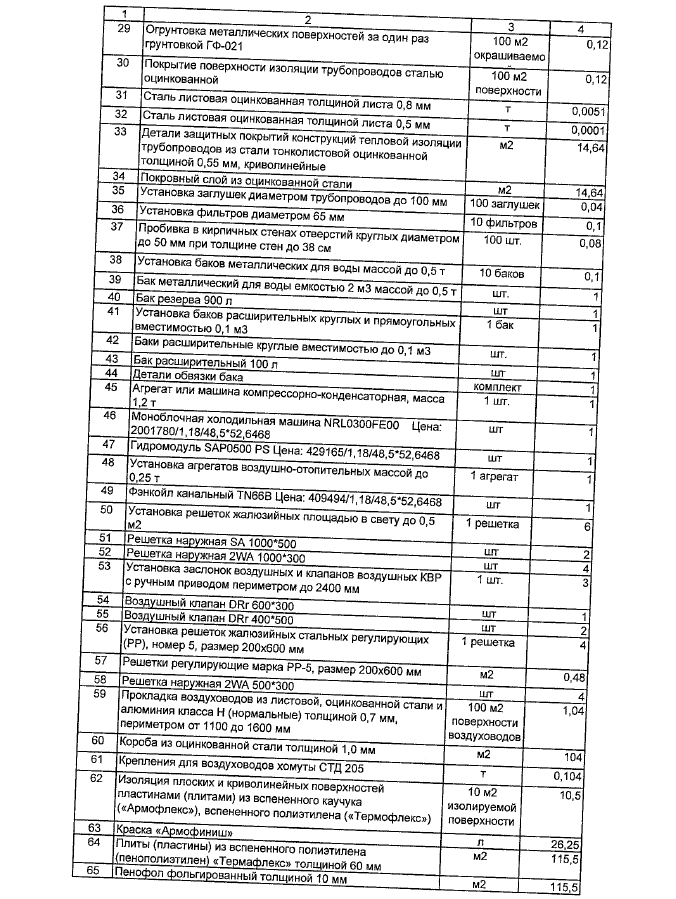 1 2 3 4
29 Огрунтовка металлических поверхностей за один раз 100 м2 0,12
грунтовкой ГФ-021 окрашиваемо
30 Покрытие поверхности изоляции трубопроводов сталью 100 м2 0,12
оцинкованной поверхности
31 Сталь листовая оцинкованная толщиной листа 0,8 мм т 0,0051
32 Сталь листовая оцинкованная толщиной листа 0,5 мм т 0,0001
33 Детали защитных покрытий конструкций тепловой изоляции м2 14,64
трубопроводов из стали тонколистовой оцинкованной
толщиной 0,55 мм, криволинейные
34 Покровный слой из оцинкованной стали м2 14,64
35 Установка заглушек диаметром трубопроводов до 100 мм 100 заглушек 0,04
36 Установка фильтров диаметром 65 мм 10 фильтров 0,1
37 Пробивка в кирпичных стенах отверстий круглых диаметром 100 шт. 0,08
до 50 мм при толщине стен до 38 см
38 Установка баков металлических для воды массой до 0,5 т 10 баков 0,1
39 Бак металлический для воды емкостью 2 м3 массой до 0,5 т шт. 1
40 Бак резерва 900 л шт 1
41 Установка баков расширительных круглых и прямоугольных 1 бак 1
вместимостью 0,1 м3
42 Баки расширительные круглые вместимостью до 0,1 м3 шт. 1
43 Бак расширительный 100 л шт 1
44 Детали обвязки бака комплект 1
45 Агрегат или машина компрессорно-конденсаторная, масса 1 шт. 1
1,2 т
46 Моноблочная холодильная машина NRL0300FE00 Цена: шт 1
2001780/1,18/48,5*52,6468
47 Гидромодуль SAP0500 PS Цена: 429165/1,18/48,5*52,6468 шт 1
48 Установка агрегатов воздушно-отопительных массой до 1 агрегат 1
0,25 т
49 Фэнкойл канальный TN66B Цена: 409494/1,18/48,5*52,6468 шт 1
50 Установка решеток жалюзийных площадью в свету до 0,5 1 решетка 6
м2
51 Решетка наружная SA 1000*500 шт 2
52 Решетка наружная 2WA 1000*300 шт 4
53 Установка заслонок воздушных и клапанов воздушных КВР 1 шт. 3
с ручным приводом периметром до 2400 мм
54 Воздушный клапан DRr 600*300 шт 1
55 Воздушный клапан DRr 400*500 шт 2
56 Установка решеток жалюзийных стальных регулирующих 1 решетка 4
(РР), номер 5, размер 200х600 мм
57 Решетки регулирующие марка РР-5, размер 200х600 мм м2 0,48
58 Решетка наружная 2WA 500*300 шт 4
59 Прокладка воздуховодов из листовой, оцинкованной стали и 100 м2 1,04
алюминия класса Н (нормальные) толщиной 0,7 мм, поверхности
периметром от 1100 до 1600 мм воздуховодов
60 Короба из оцинкованной стали толщиной 1,0 мм м2 104
61 Крепления для воздуховодов хомуты СТД 205 т 0,104
62 Изоляция плоских и криволинейных поверхностей 10 м2 10,5
пластинами (плитами) из вспененного каучука изолируемой
(«Армофлекс»), вспененного полиэтилена («Термофлекс») поверхности
63 Краска «Армофиниш» л 26,25
64 Плиты (пластины) из вспененного полиэтилена м2 115,5
(пенополиэтилен) «Термафлекс» толщиной 60 мм
65 Пенофол фольгированный толщиной 10 мм м2 115,5